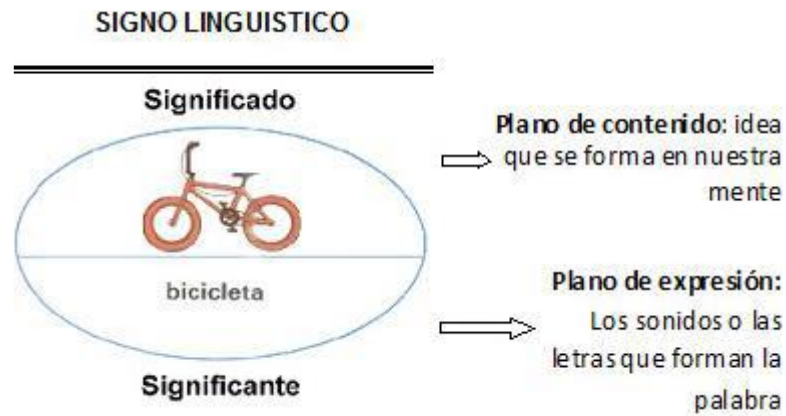 SIGNO LINGUISTICO
Significado
bicicleta
Significante
Plano de contenido: idea
que se forma en nuestra
mente
Plano de expresión:
Los sonidos o las
letras que forman la
palabra